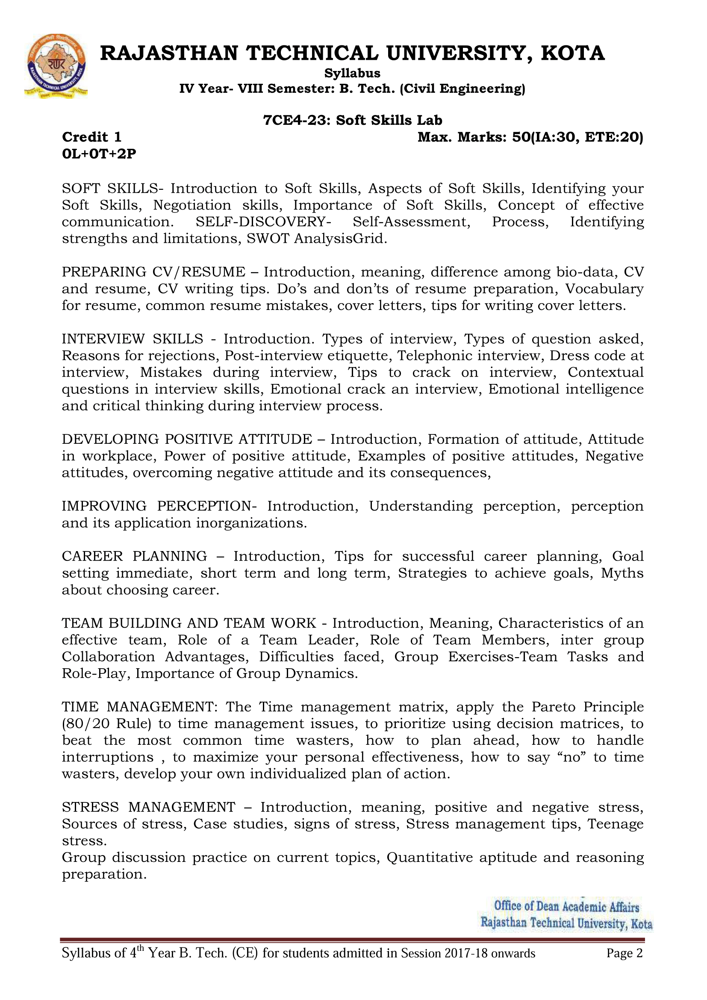 राजस्थान तकनीकी विश्वविद्यालय, कोटा
RAJASTHAN TECHNICAL UNIVERSITY, KOTA
RAJASTHAN TECHNICAL UNIVERSITY, KOTA
Syllabus
IV Year- VIII Semester: B. Tech. (Civil Engineering)
7CE4-23: Soft Skills Lab
Credit 1 Max. Marks: 50(IA:30, ETE:20)
0L+0T+2P
SOFT SKILLS- Introduction to Soft Skills, Aspects of Soft Skills, Identifying your
Soft Skills, Negotiation skills, Importance of Soft Skills, Concept of effective
communication. SELF-DISCOVERY- Self-Assessment, Process, Identifying
strengths and limitations, SWOT AnalysisGrid.
PREPARING CV/RESUME – Introduction, meaning, difference among bio-data, CV
and resume, CV writing tips. Do’s and don’ts of resume preparation, Vocabulary
for resume, common resume mistakes, cover letters, tips for writing cover letters.
INTERVIEW SKILLS - Introduction. Types of interview, Types of question asked,
Reasons for rejections, Post-interview etiquette, Telephonic interview, Dress code at
interview, Mistakes during interview, Tips to crack on interview, Contextual
questions in interview skills, Emotional crack an interview, Emotional intelligence
and critical thinking during interview process.
DEVELOPING POSITIVE ATTITUDE – Introduction, Formation of attitude, Attitude
in workplace, Power of positive attitude, Examples of positive attitudes, Negative
attitudes, overcoming negative attitude and its consequences,
IMPROVING PERCEPTION- Introduction, Understanding perception, perception
and its application inorganizations.
CAREER PLANNING – Introduction, Tips for successful career planning, Goal
setting immediate, short term and long term, Strategies to achieve goals, Myths
about choosing career.
TEAM BUILDING AND TEAM WORK - Introduction, Meaning, Characteristics of an
effective team, Role of a Team Leader, Role of Team Members, inter group
Collaboration Advantages, Difficulties faced, Group Exercises-Team Tasks and
Role-Play, Importance of Group Dynamics.
TIME MANAGEMENT: The Time management matrix, apply the Pareto Principle
(80/20 Rule) to time management issues, to prioritize using decision matrices, to
beat the most common time wasters, how to plan ahead, how to handle
interruptions , to maximize your personal effectiveness, how to say “no” to time
wasters, develop your own individualized plan of action.
STRESS MANAGEMENT – Introduction, meaning, positive and negative stress,
Sources of stress, Case studies, signs of stress, Stress management tips, Teenage
stress.
Group discussion practice on current topics, Quantitative aptitude and reasoning
preparation.
Office of Dean Academic Affairs
Rajasthan Technical University, Kota
Syllabus of 4th Year B. Tech. (CE) for students admitted in Session 2017-18 onwards Page 2